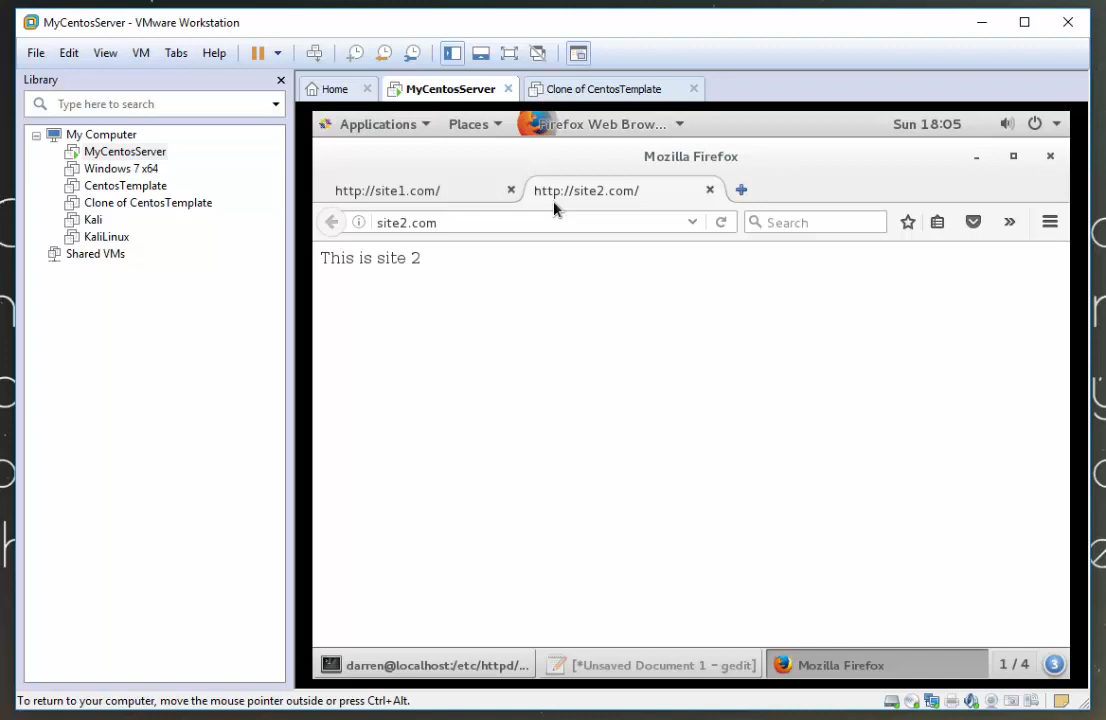 MyCentosServer - VMware Workstation
File Edit View VM Tabs Help
Library
Type here to search
My Computer
MyCentosServer
Windows 7 x64
CentosTemplate
Clone of CentosTemplate
Kali
KaliLinux
Shared VMs
Home MyCentosServer Clone of CentosTemplate
Applications Places Firefox Web Brow... Sun 18:05
Mozilla Firefox
http://site1.com/ http://site2.com/
site2.com Search
This is site 2
darren@localhost:/etc/httpd/... [*Unsaved Document 1 - gedit] Mozilla Firefox 1 / 4 3
To return to your computer, move the mouse pointer outside or press Ctrl+Alt.